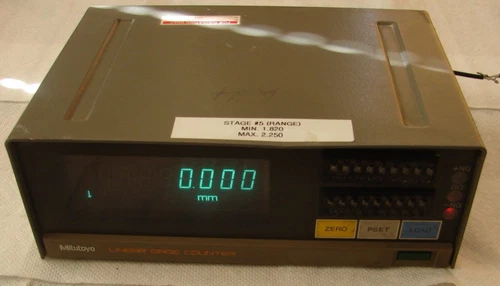 STAGE #5 (RANGE)
MIN. 1.820
MAX. 2.250
0.000
mm
ZERO
PSET
LOAD
Mitutoyo
LINEAR GAGE COUNTER